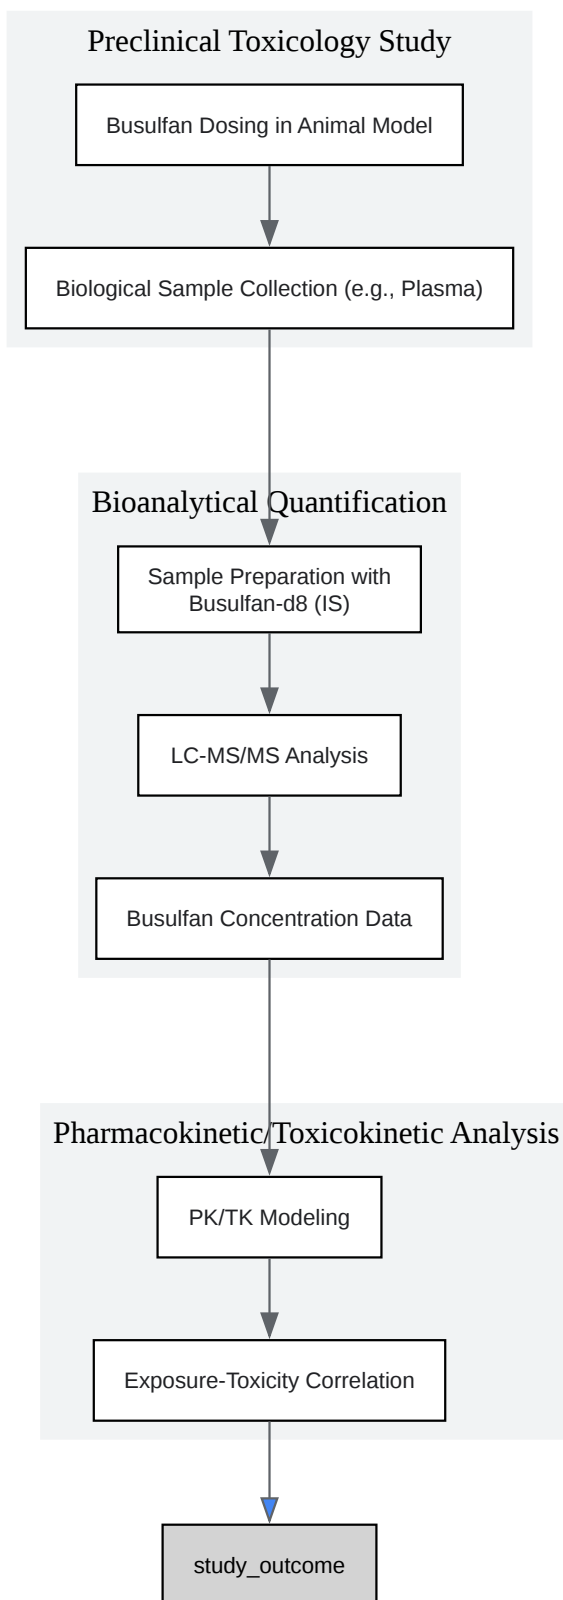 Preclinical Toxicology Study
Busulfan Dosing in Animal Model
Biological Sample Collection (e.g., Plasma)
Bioanalytical Quantification
Sample Preparation with
Busulfan-d8 (IS)
LC-MS/MS Analysis
Busulfan Concentration Data
Pharmacokinetic/Toxicokinetic Analysis
PK/TK Modeling
Exposure-Toxicity Correlation
study_outcome